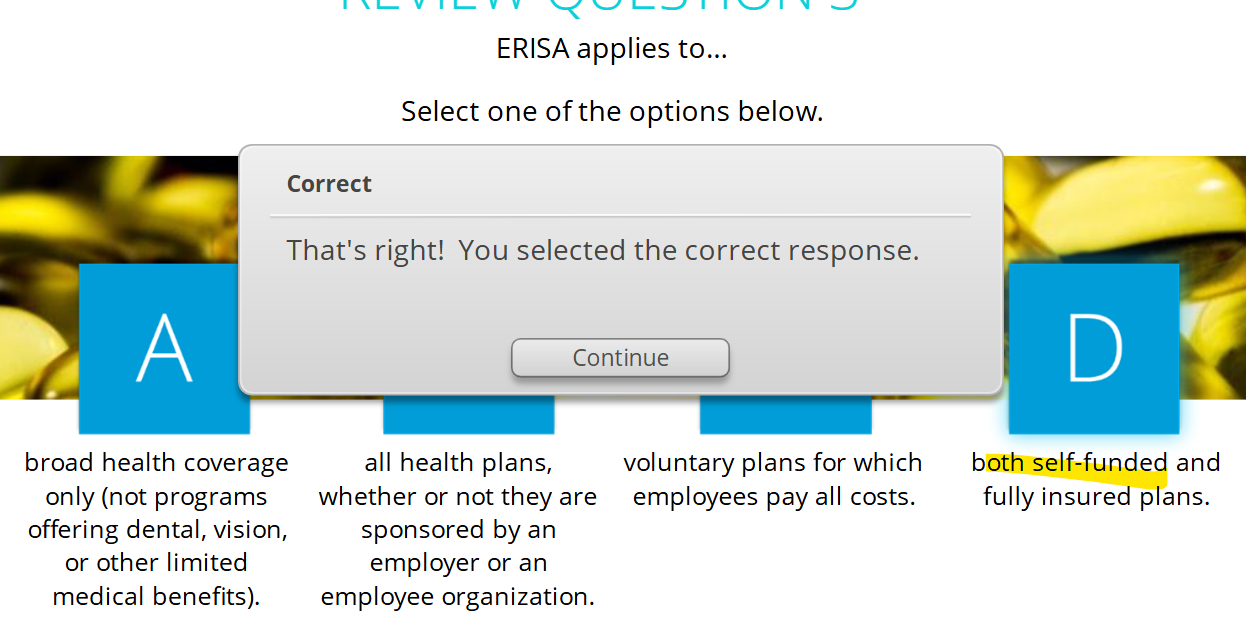 REVIEW QUESTION 3
ERISA applies to...
Select one of the options below.
Correct
That's right!  You selected the correct response.
Continue
A
D
broad health coverage
only (not programs
offering dental, vision,
or other limited
medical benefits).
all health plans,
whether or not they are
sponsored by an
employer or an
employee organization.
voluntary plans for which
employees pay all costs.
both self-funded and
fully insured plans.